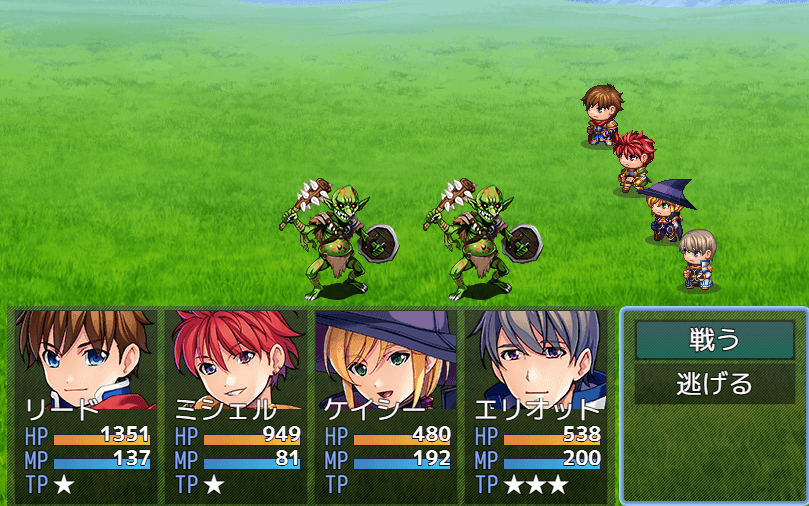 リード
HP 1351
MP 137
TP ★
ミシェル
HP 949
MP 81
TP ★
ケイシー
HP 480
MP 192
TP
エリオット
HP 538
MP 200
TP ★★★
戦う
逃げる